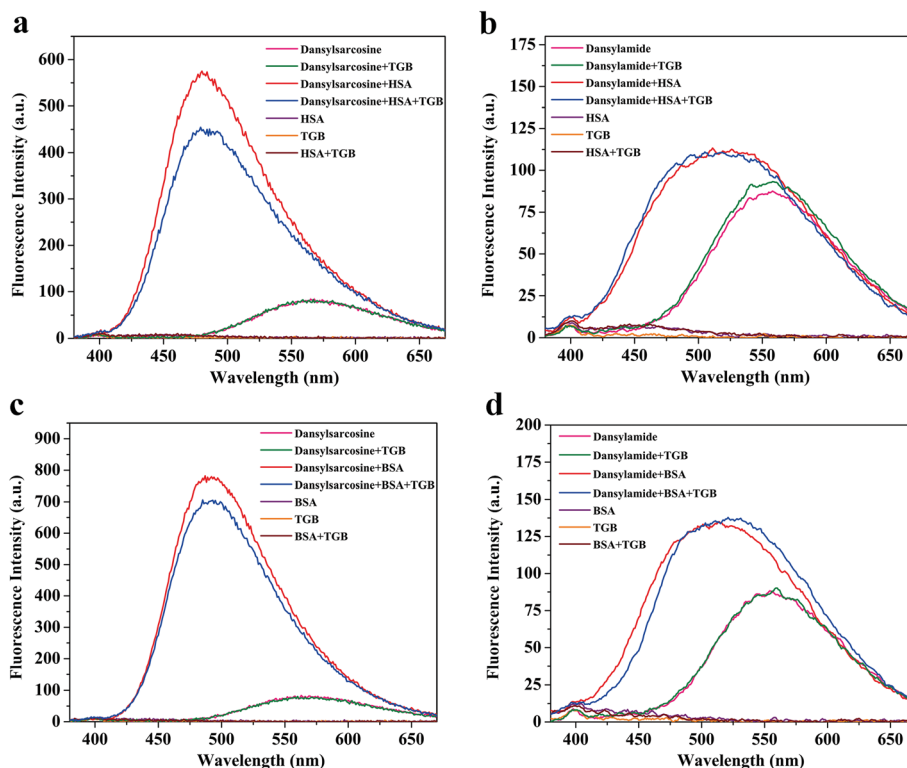 a
Dansylsarcosine
Dansylsarcosine+TGB
Dansylsarcosine+HSA
Dansylsarcosine+HSA+TGB
HSA
TGB
HSA+TGB
600
500
400
300
200
100
0
400 450 500 550 600 650
Wavelength (nm)
Fluorescence Intensity (a.u.)
b
Dansylamide
Dansylamide+TGB
Dansylamide+HSA
Dansylamide+HSA+TGB
HSA
TGB
HSA+TGB
175
150
125
100
75
50
25
0
400 450 500 550 600 650
Wavelength (nm)
Fluorescence Intensity (a.u.)
c
Dansylsarcosine
Dansylsarcosine+TGB
Dansylsarcosine+BSA
Dansylsarcosine+BSA+TGB
BSA
TGB
BSA+TGB
900
800
700
600
500
400
300
200
100
0
400 450 500 550 600 650
Wavelength (nm)
Fluorescence Intensity (a.u.)
d
Dansylamide
Dansylamide+TGB
Dansylamide+BSA
Dansylamide+BSA+TGB
BSA
TGB
BSA+TGB
200
175
150
125
100
75
50
25
0
400 450 500 550 600 650
Wavelength (nm)
Fluorescence Intensity (a.u.)